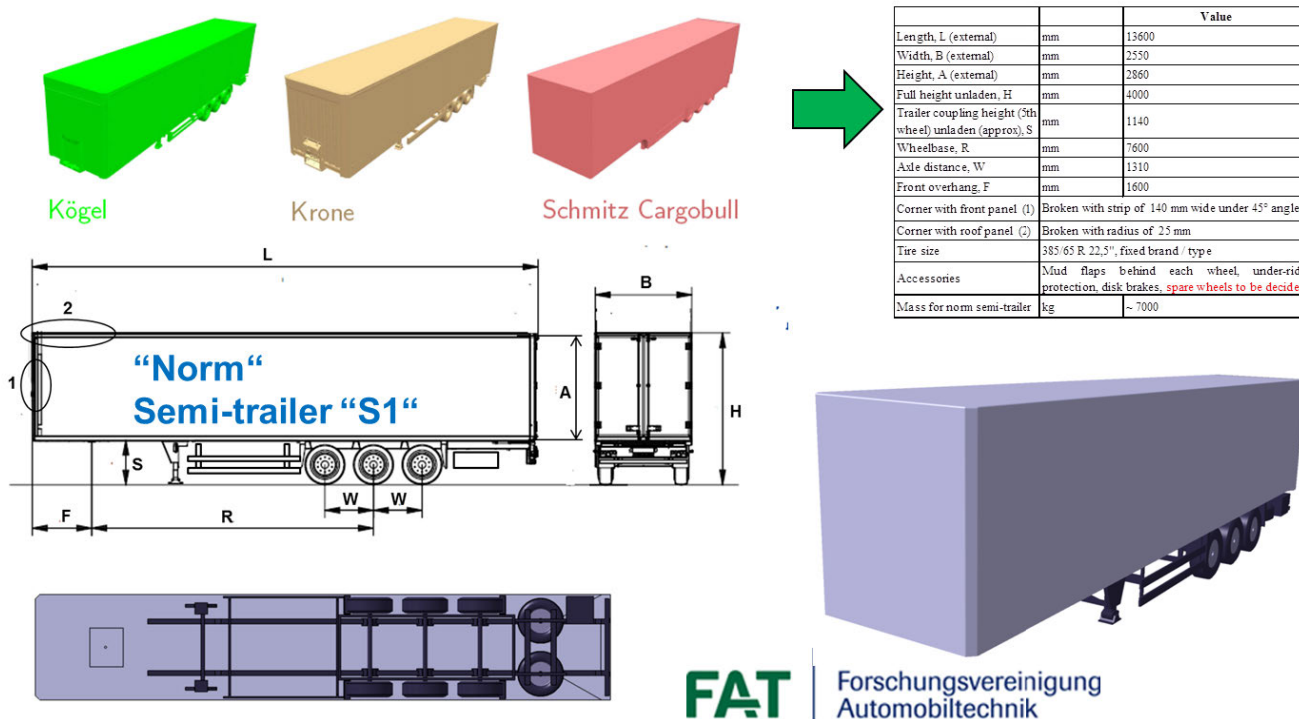 Kögel
Krone
Schmitz Cargobull
Value
Length, L (external) mm 13600
Width, B (external) mm 2550
Height, A (external) mm 2860
Full height unladen, H mm 4000
Trailer coupling height (5th
wheel) unladen (approx), S mm 1140
Wheelbase, R mm 7600
Axle distance, W mm 1310
Front overhang, F mm 1600
Corner with front panel (1) Broken with strip of 140 mm wide under 45° angle
Corner with roof panel (2) Broken with radius of 25 mm
Tire size 385/65 R 22,5", fixed brand / type
Accessories Mud flaps behind each wheel, under-rid
protection, disk brakes, spare wheels to be decide
Mass for norm semi-trailer kg ~ 7000
L
B
2
1
“Norm“
Semi-trailer “S1“
A
H
S
W W
F R
FAT
Forschungsvereinigung
Automobiltechnik